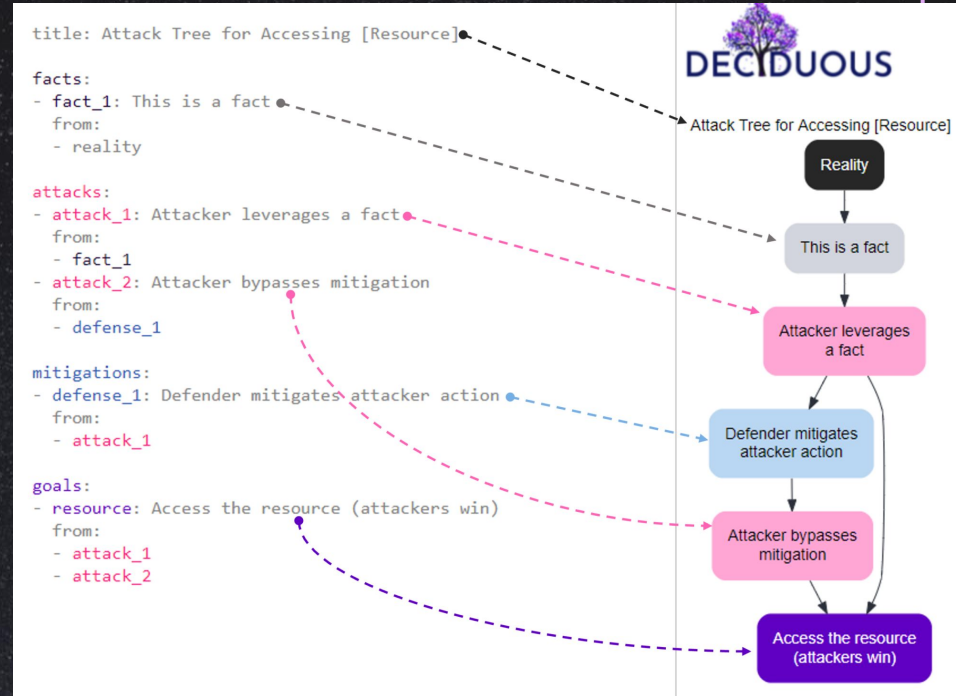 title: Attack Tree for Accessing [Resource]
facts:
- fact_1: This is a fact
from:
- reality
attacks:
- attack_1: Attacker leverages a fact
from:
- fact_1
- attack_2: Attacker bypasses mitigation
from:
- defense_1
mitigations:
- defense_1: Defender mitigates attacker action
from:
- attack_1
goals:
- resource: Access the resource (attackers win)
from:
- attack_1
- attack_2
DECIDUOUS
Attack Tree for Accessing [Resource]
Reality
This is a fact
Attacker leverages
a fact
Defender mitigates
attacker action
Attacker bypasses
mitigation
Access the resource
(attackers win)